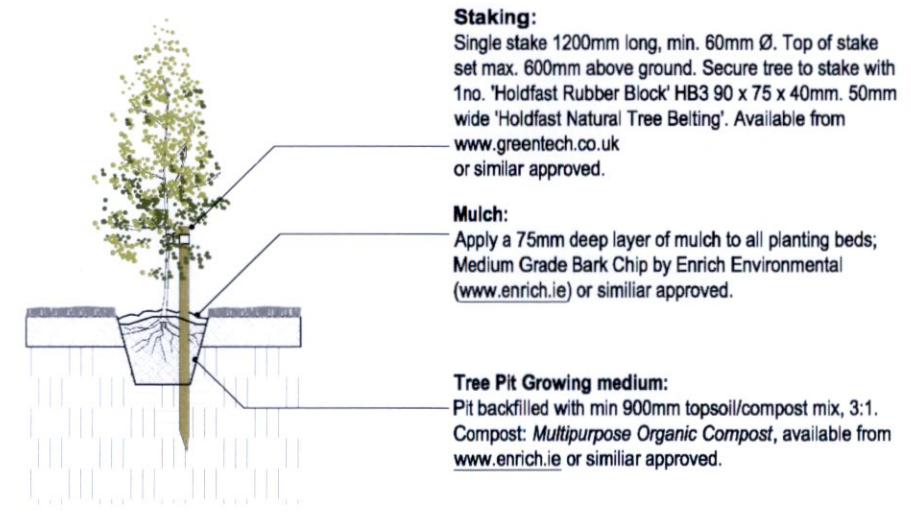 Staking:
Single stake 1200mm long, min. 60mm Ø. Top of stake
set max. 600mm above ground. Secure tree to stake with
1no. 'Holdfast Rubber Block' HB3 90 x 75 x 40mm. 50mm
wide 'Holdfast Natural Tree Belting'. Available from
www.greentech.co.uk
or similar approved.
Mulch:
Apply a 75mm deep layer of mulch to all planting beds;
Medium Grade Bark Chip by Enrich Environmental
(www.enrich.ie) or similiar approved.
Tree Pit Growing medium:
Pit backfilled with min 900mm topsoil/compost mix, 3:1.
Compost: Multipurpose Organic Compost, available from
www.enrich.ie or similiar approved.